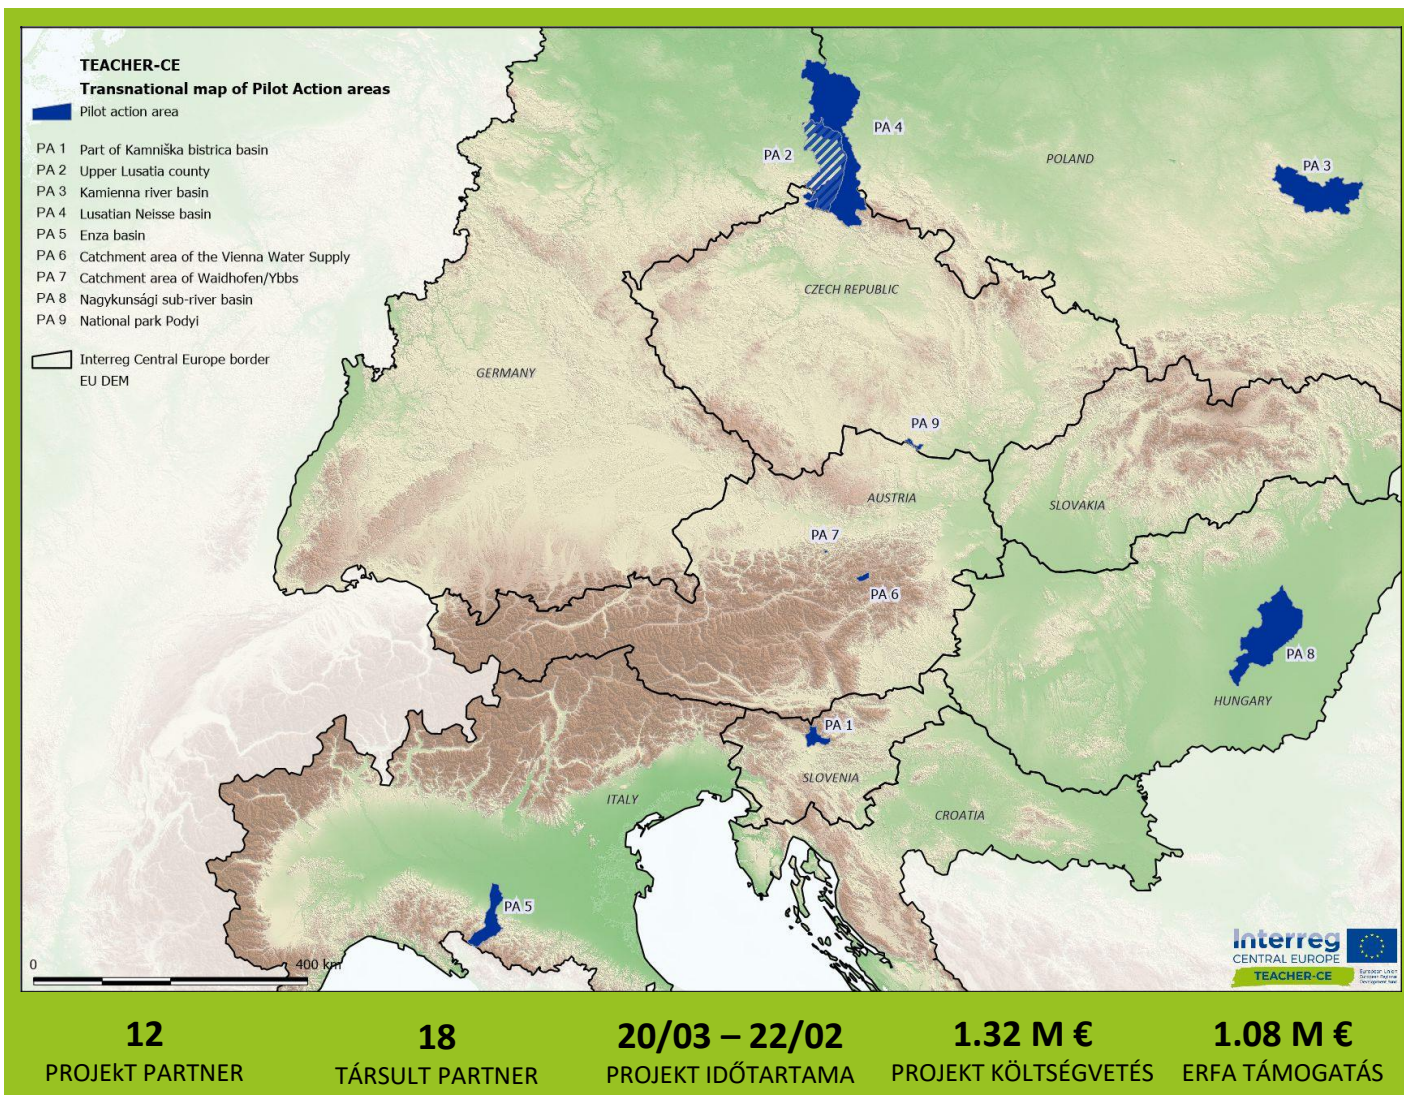 TEACHER-CE
Transnational map of Pilot Action areas
Pilot action area
PA 1 Part of Kamniška bistrica basin
PA 2 Upper Lusatia county
PA 3 Kamienna river basin
PA 4 Lusatian Neisse basin
PA 5 Enza basin
PA 6 Catchment area of the Vienna Water Supply
PA 7 Catchment area of Waidhofen/Ybbs
PA 8 Nagykunsági sub-river basin
PA 9 National park Podyi
Interreg Central Europe border
EU DEM
PA 4
PA 2
POLAND
PA 3
CZECH REPUBLIC
GERMANY
PA 9
AUSTRIA
SLOVAKIA
PA 7
PA 6
PA 8
HUNGARY
PA 1
SLOVENIA
ITALY
CROATIA
PA 5
0
400 km
Interreg
CENTRAL EUROPE
TEACHER-CE
European Union
European Regional
Development Fund
12
PROJEkT PARTNER
18
TÁRSULT PARTNER
20/03 – 22/02
PROJEKT IDŐTARTAMA
1.32 M €
PROJEKT KÖLTSÉGVETÉS
1.08 M €
ERFA TÁMOGATÁS